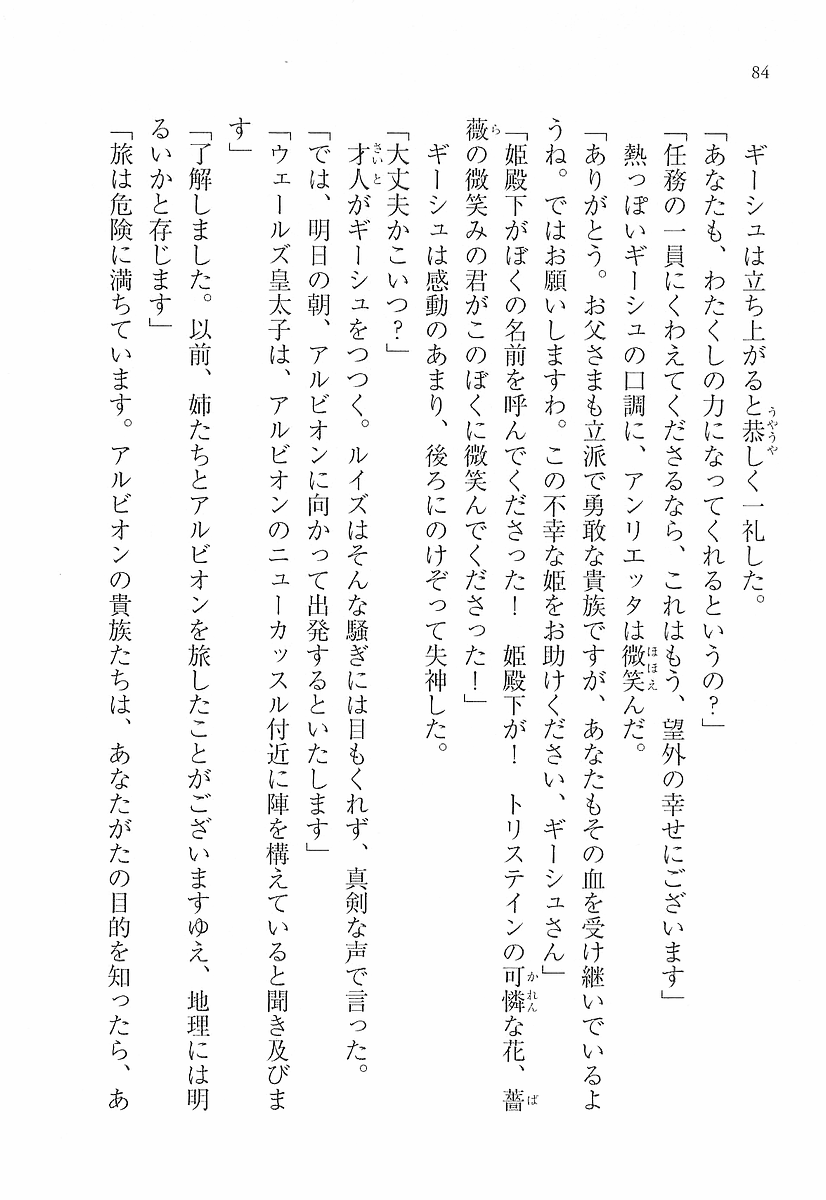 84
ギーシュは立ち上がると恭しく一礼した。
「あなたも、わたくしの力になってくれるというの？」
「任務の一員にくわえてくださるなら、これはもう、望外の幸せにございます」
熱っぽいギーシュの口調に、アンリエッタは微笑んだ。
「ありがとう。お父さまも立派で勇敢な貴族ですが、あなたもその血を受け継いでいるよ
うね。ではお願いしますわ。この不幸な姫をお助けください、ギーシュさん」
「姫殿下がぼくの名前を呼んでくださった！　姫殿下が！　トリステインの可憐な花、薔
薇の微笑みの君がこのぼくに微笑んでくださった！」
ギーシュは感動のあまり、後ろにのけぞって失神した。
「大丈夫かこいつ？」
才人がギーシュをつつく。ルイズはそんな騒ぎには目もくれず、真剣な声で言った。
「では、明日の朝、アルビオンに向かって出発するといたします」
「ウェールズ皇太子は、アルビオンのニューカッスル付近に陣を構えていると聞き及びま
す」
「了解しました。以前、姉たちとアルビオンを旅したことがございますゆえ、地理には明
るいかと存じます」
「旅は危険に満ちています。アルビオンの貴族たちは、あなたがたの目的を知ったら、あ